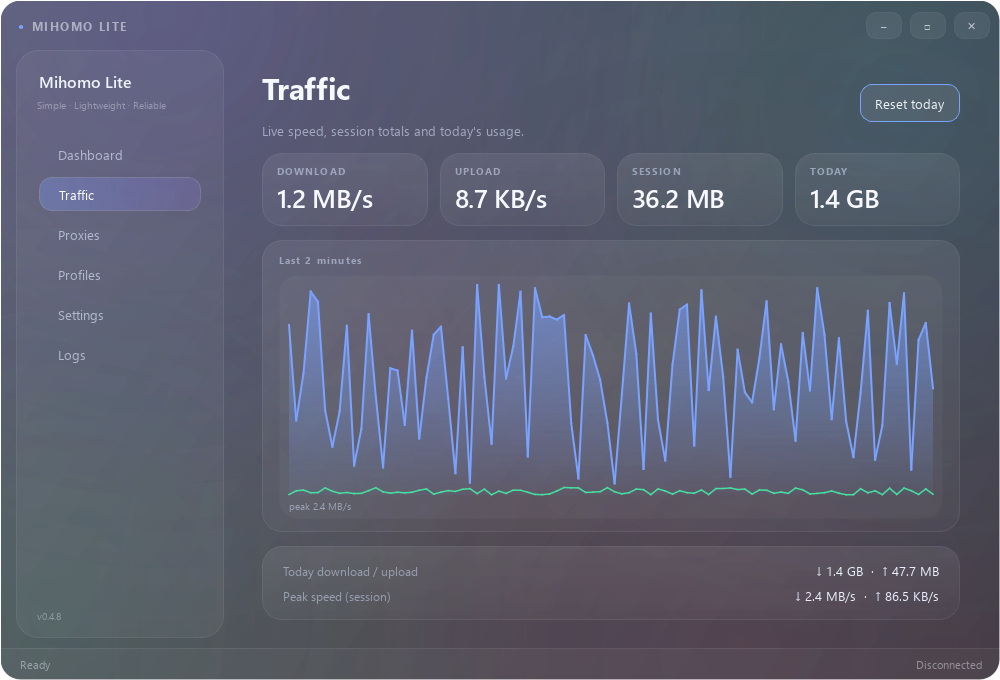 MIHOMO LITE
Mihomo Lite
Simple · Lightweight · Reliable
Dashboard
Traffic
Proxies
Profiles
Settings
Logs
v0.4.8
Traffic
Live speed, session totals and today's usage.
Reset today
DOWNLOAD
1.2 MB/s
UPLOAD
8.7 KB/s
SESSION
36.2 MB
TODAY
1.4 GB
Last 2 minutes
peak 2.4 MB/s
Today download / upload
↓ 1.4 GB · ↑ 47.7 MB
Peak speed (session)
↓ 2.4 MB/s · ↑ 86.5 KB/s
Ready
Disconnected